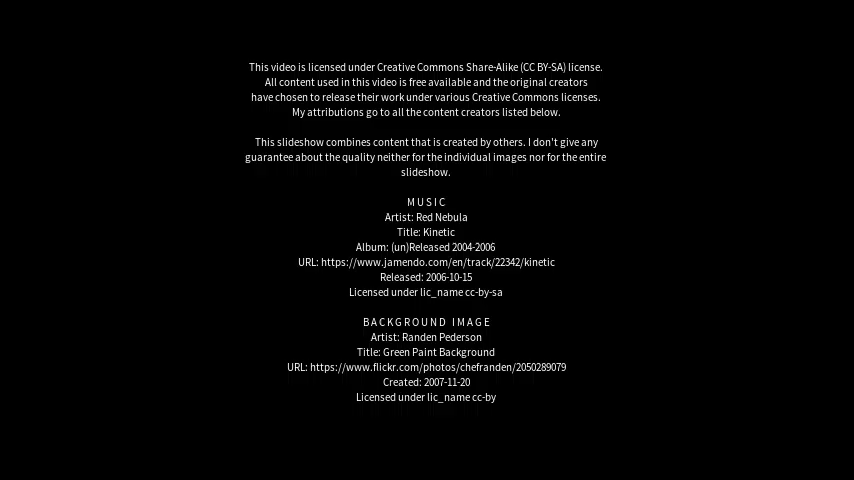 This video is licensed under Creative Commons Share-Alike (CC BY-SA) license.
All content used in this video is free available and the original creators
have chosen to release their work under various Creative Commons licenses.
My attributions go to all the content creators listed below.
This slideshow combines content that is created by others. I don't give any
guarantee about the quality neither for the individual images nor for the entire
slideshow.
M U S I C
Artist: Red Nebula
Title: Kinetic
Album: (un)Released 2004-2006
URL: https://www.jamendo.com/en/track/22342/kinetic
Released: 2006-10-15
Licensed under lic_name cc-by-sa
B A C K G R O U N D   I M A G E
Artist: Randen Pederson
Title: Green Paint Background
URL: https://www.flickr.com/photos/chefranden/2050289079
Created: 2007-11-20
Licensed under lic_name cc-by